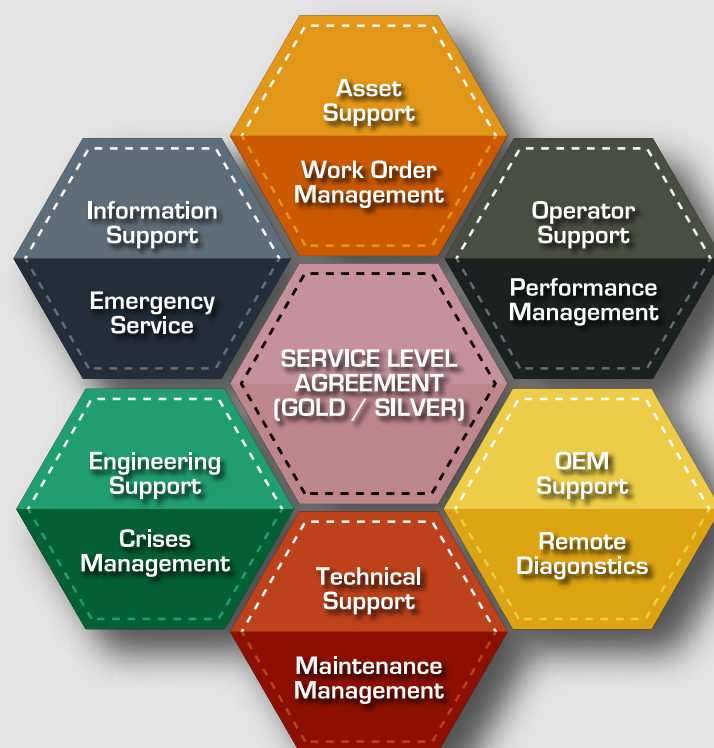 Asset
Support
Work Order
Management
Information
Support
Emergency
Service
Operator
Support
Performance
Management
SERVICE LEVEL
AGREEMENT
(GOLD / SILVER)
Engineering
Support
Crises
Management
OEM
Support
Remote
Diagonstics
Technical
Support
Maintenance
Management